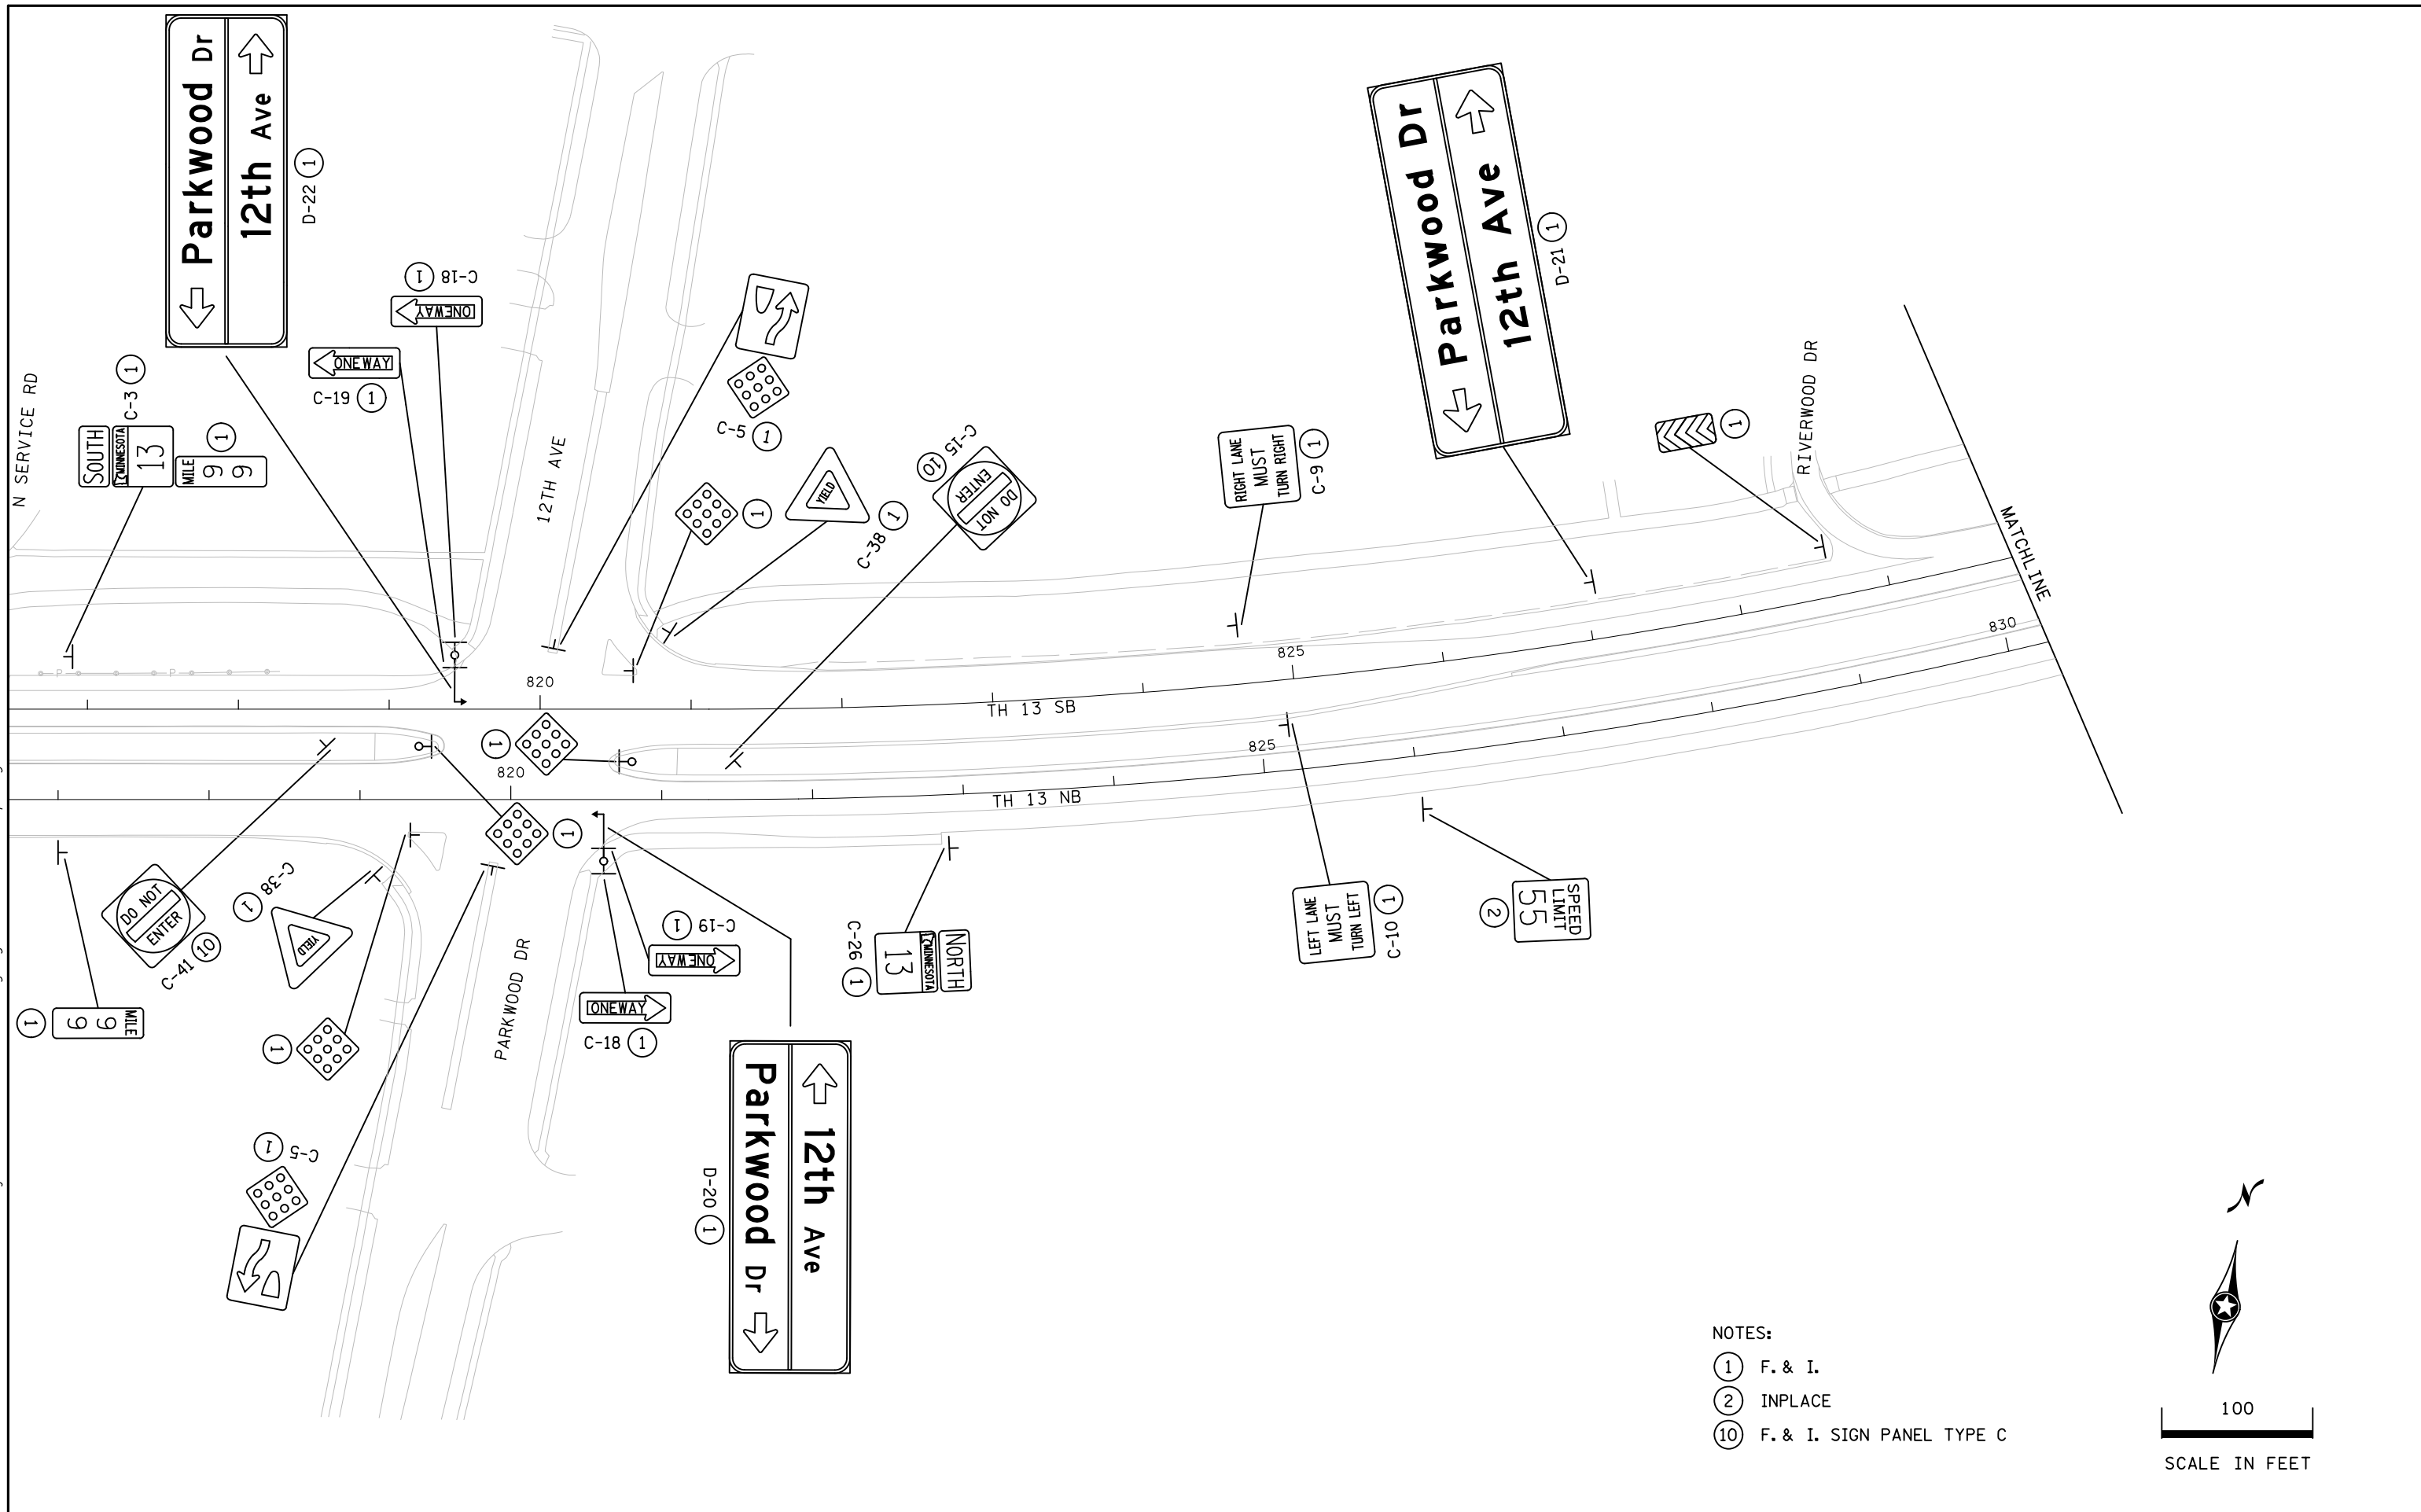 Parkwood Dr
12th Ave
D-22 1
C-18 1
ONEWAY
ONEWAY
C-19 1
N SERVICE RD
C-3 1
SOUTH
MINNESOTA
13
1
MILE
9
9
12TH AVE
C-5 1
1
YIELD
C-38 1
C-15 10
DO NOT
ENTER
RIGHT LANE
MUST
TURN RIGHT
C-9 1
Parkwood Dr
12th Ave
D-21 1
1
RIVERWOOD DR
MATCHLINE
P
P
820
825
830
TH 13 SB
1
820
825
TH 13 NB
1
DO NOT
ENTER
C-41 10
C-38 1
YIELD
1
MILE
9
9
1
PARKWOOD DR
C-19 1
ONEWAY
ONEWAY
C-18 1
C-26 1
NORTH
MINNESOTA
13
LEFT LANE
MUST
TURN LEFT
C-10 1
SPEED
LIMIT
55
2
C-5 1
12th Ave
Parkwood Dr
D-20 1
N
NOTES:
1 F. & I.
2 INPLACE
10 F. & I. SIGN PANEL TYPE C
100
SCALE IN FEET